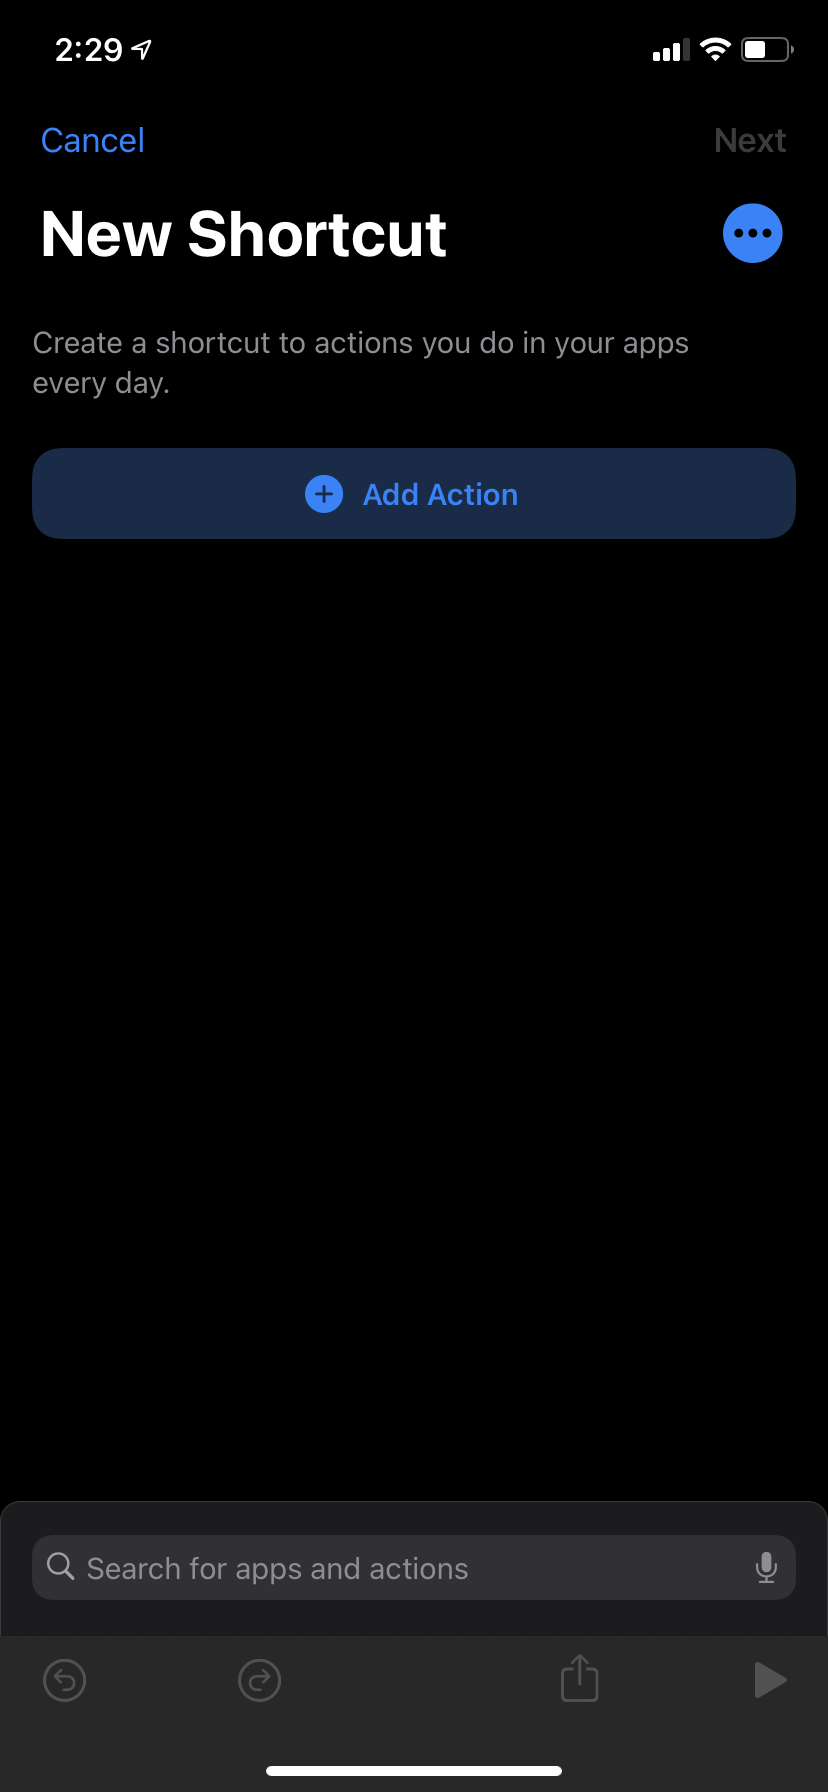 2:29
Cancel
Next
New Shortcut
Create a shortcut to actions you do in your apps
every day.
Add Action
Search for apps and actions